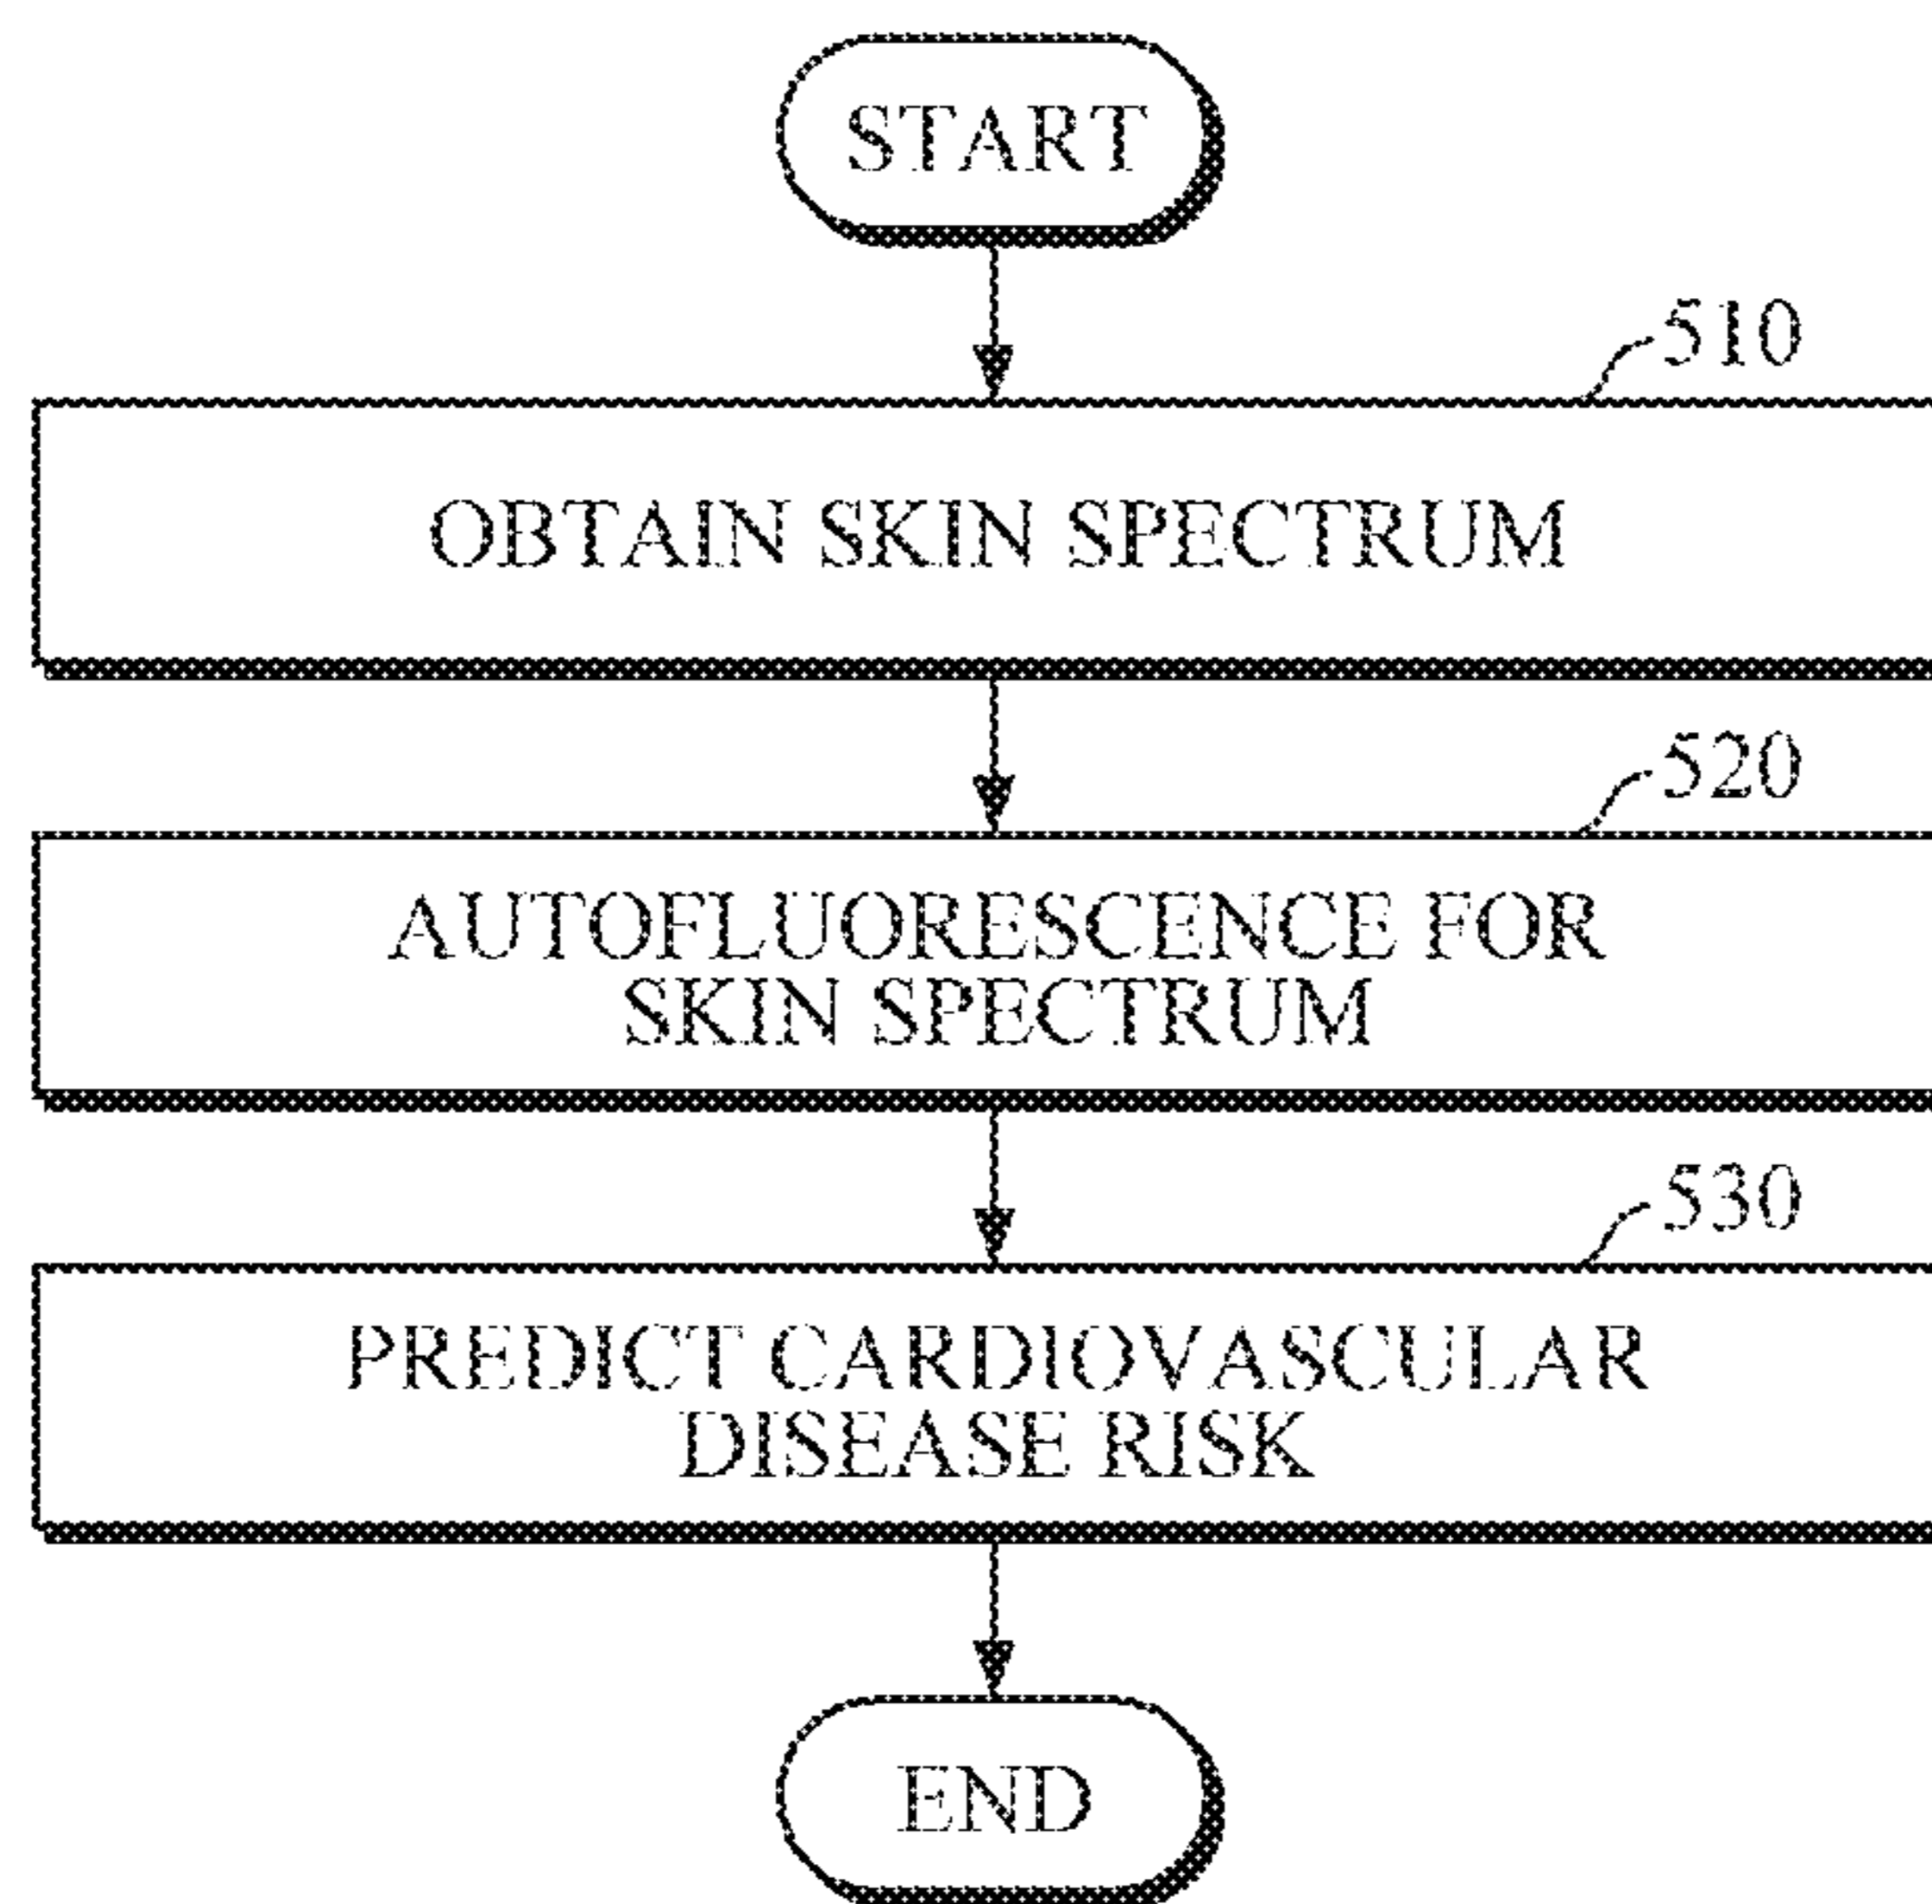 START
510
OBTAIN SKIN SPECTRUM
520
AUTOFLUORESCENCE FOR
SKIN SPECTRUM
530
PREDICT CARDIOVASCULAR
DISEASE RISK
END